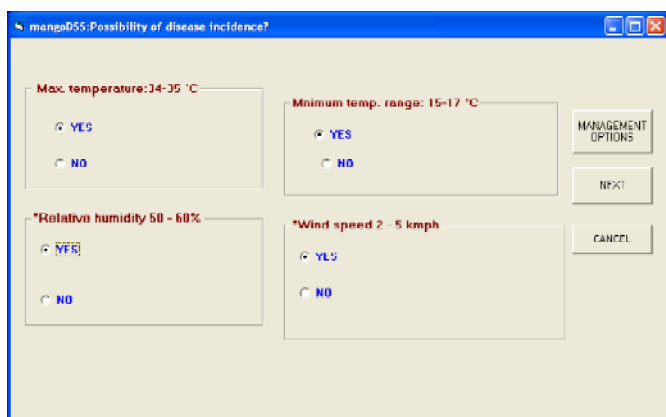 mangoDSS:Possibility of disease incidence?
Max. temperature:34-35 °C
YES
NO
Mnimum temp. range: 15-17 °C
YES
NO
MANAGEMENT
OPTIONS
NEXT
*Relative humidity 50 - 60%
YES
NO
*Wind speed 2 - 5 kmph
YES
NO
CANCEL